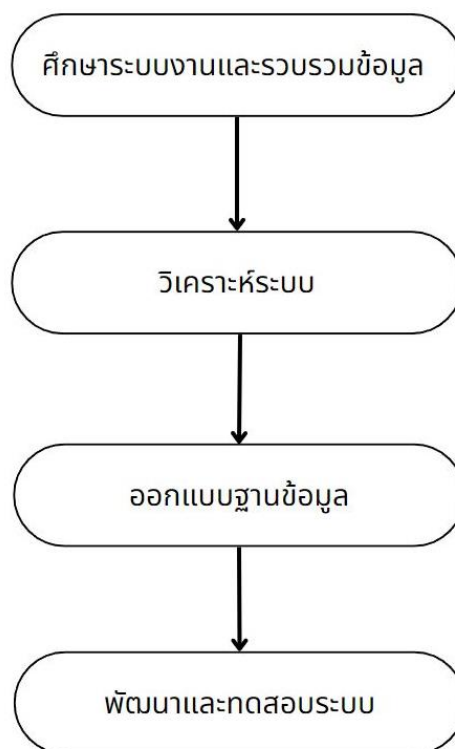 ศึกษาระบบงานและรวบรวมข้อมูล
วิเคราะห์ระบบ
ออกแบบฐานข้อมูล
พัฒนาและทดสอบระบบ